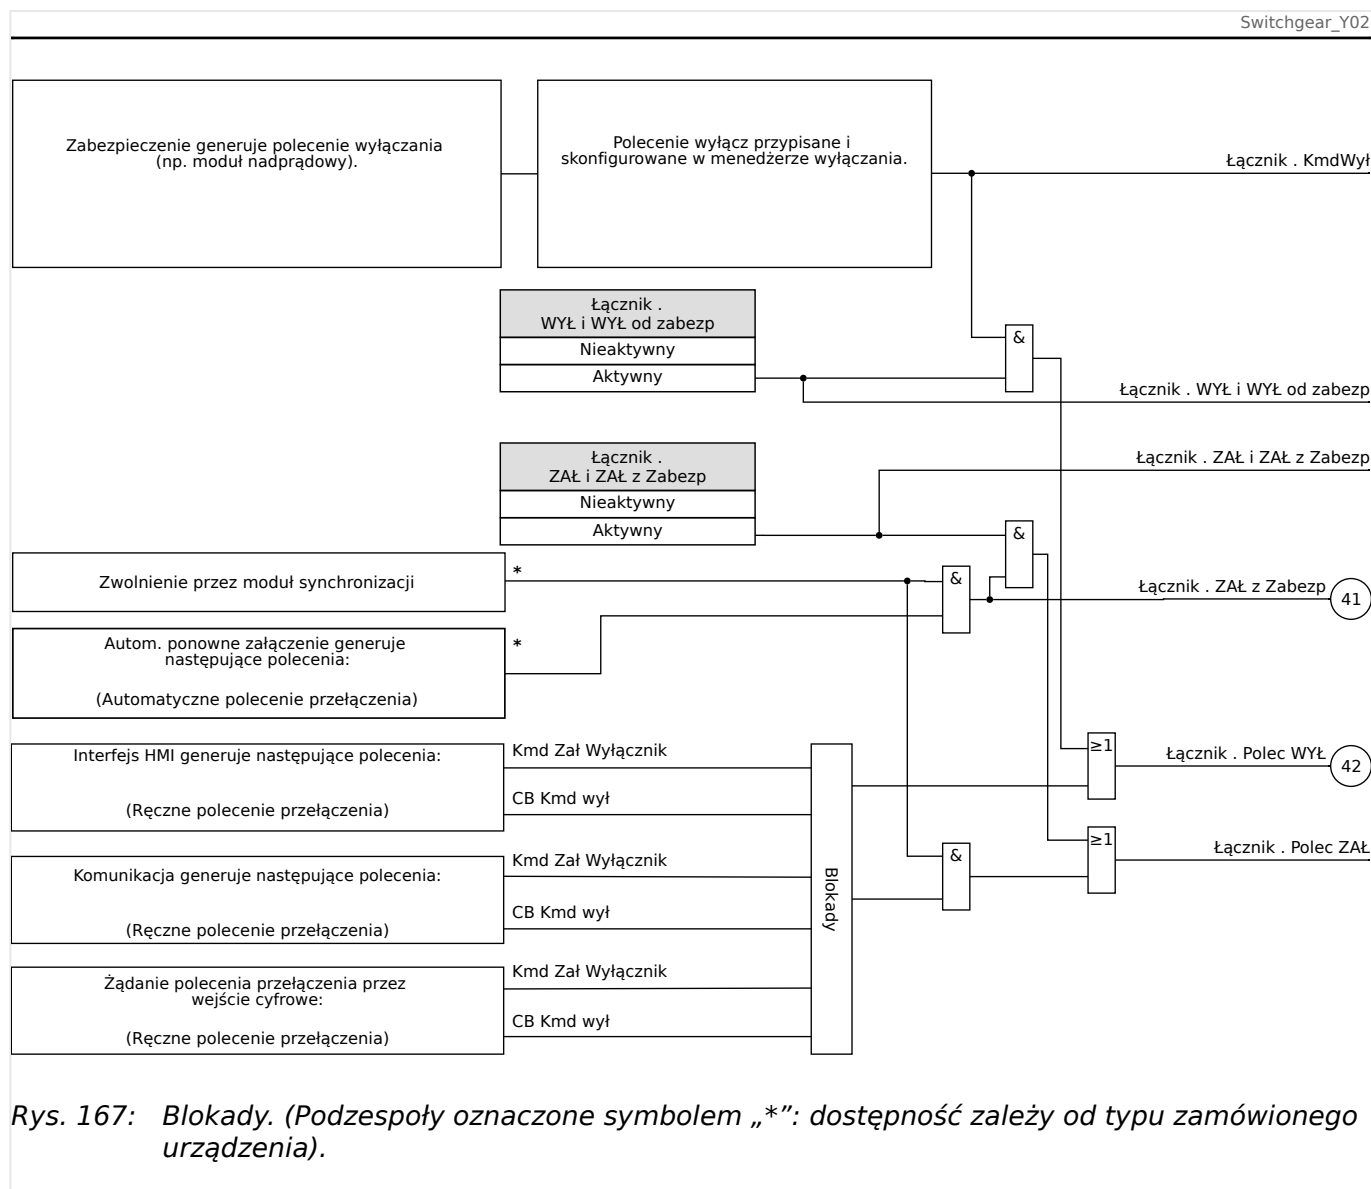 Switchgear_Y02
Zabezpieczenie generuje polecenie wyłączania
(np. moduł nadprądowy).
Polecenie wyłącz przypisane i
skonfigurowane w menedżerze wyłączania.
Łącznik . KmdWył
Łącznik .
WYŁ i WYŁ od zabezp
Nieaktywny
Aktywny
&
Łącznik . WYŁ i WYŁ od zabezp
Łącznik .
ZAŁ i ZAŁ z Zabezp
Nieaktywny
Aktywny
Łącznik . ZAŁ i ZAŁ z Zabezp
&
Zwolnienie przez moduł synchronizacji
*
&
Łącznik . ZAŁ z Zabezp
41
Autom. ponowne załączenie generuje
następujące polecenia:
(Automatyczne polecenie przełączenia)
*
Interfejs HMI generuje następujące polecenia:
(Ręczne polecenie przełączenia)
Kmd Zał Wyłącznik
CB Kmd wył
≥1
Łącznik . Polec WYŁ
42
Komunikacja generuje następujące polecenia:
(Ręczne polecenie przełączenia)
Kmd Zał Wyłącznik
CB Kmd wył
Blokady
&
≥1
Łącznik . Polec ZAŁ
Żądanie polecenia przełączenia przez
wejście cyfrowe:
(Ręczne polecenie przełączenia)
Kmd Zał Wyłącznik
CB Kmd wył
Rys. 167: Blokady. (Podzespoły oznaczone symbolem „*”: dostępność zależy od typu zamówionego
urządzenia).